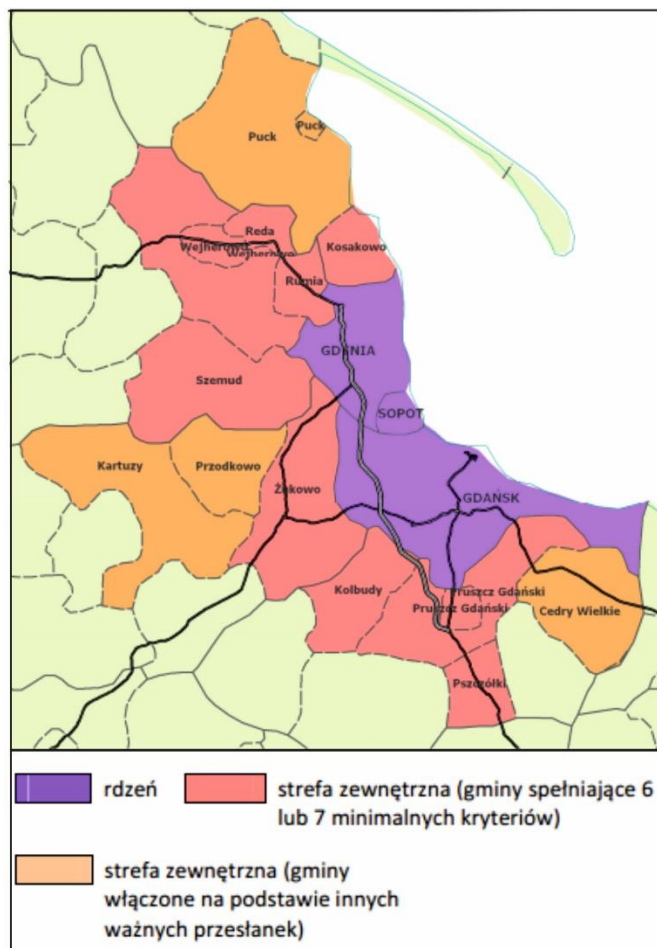 Puck
Puck
Reda
Wejherowo
Wejherowo
Kosakowo
Rumia
GDYNIA
Szemud
SOPOT
Kartuzy
Przodkowo
Żukowo
GDAŃSK
Kolbudy
Pruszcz Gdański
Pruszcz Gdański
Cedry Wielkie
Pszczółki
rdzeń
strefa zewnętrzna (gminy spełniające 6
lub 7 minimalnych kryteriów)
strefa zewnętrzna (gminy
włączone na podstawie innych
ważnych przesłanek)